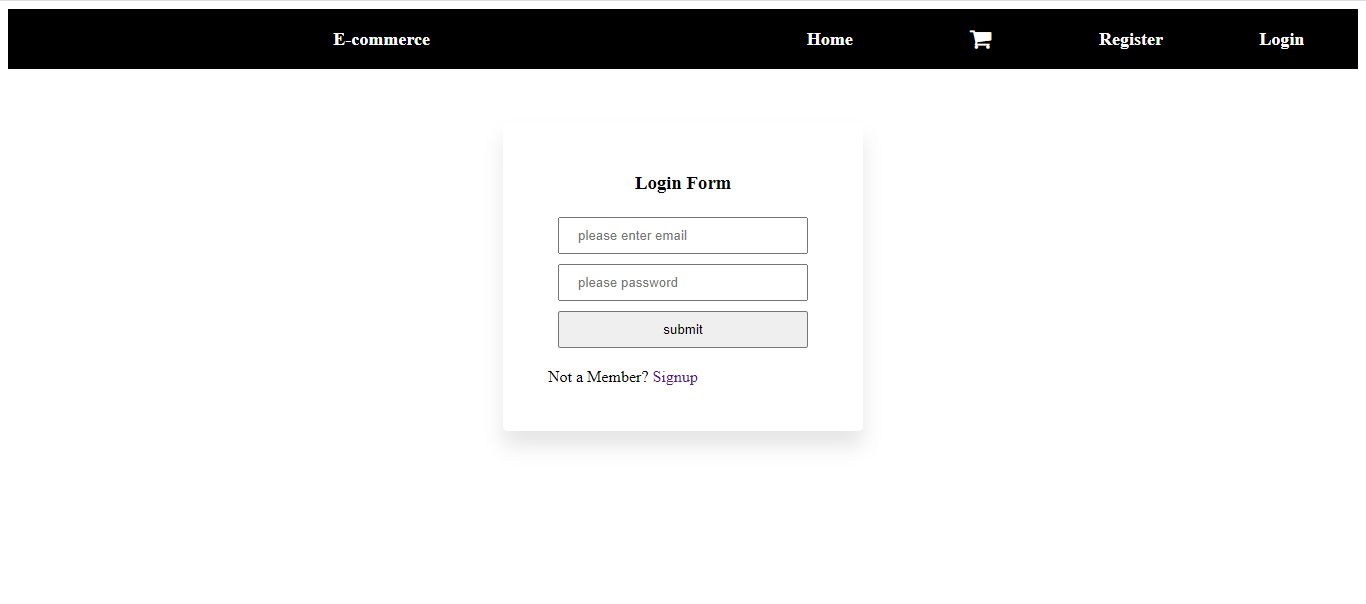 E-commerce Home Register Login
Login Form
please enter email
please password
submit
Not a Member? Signup